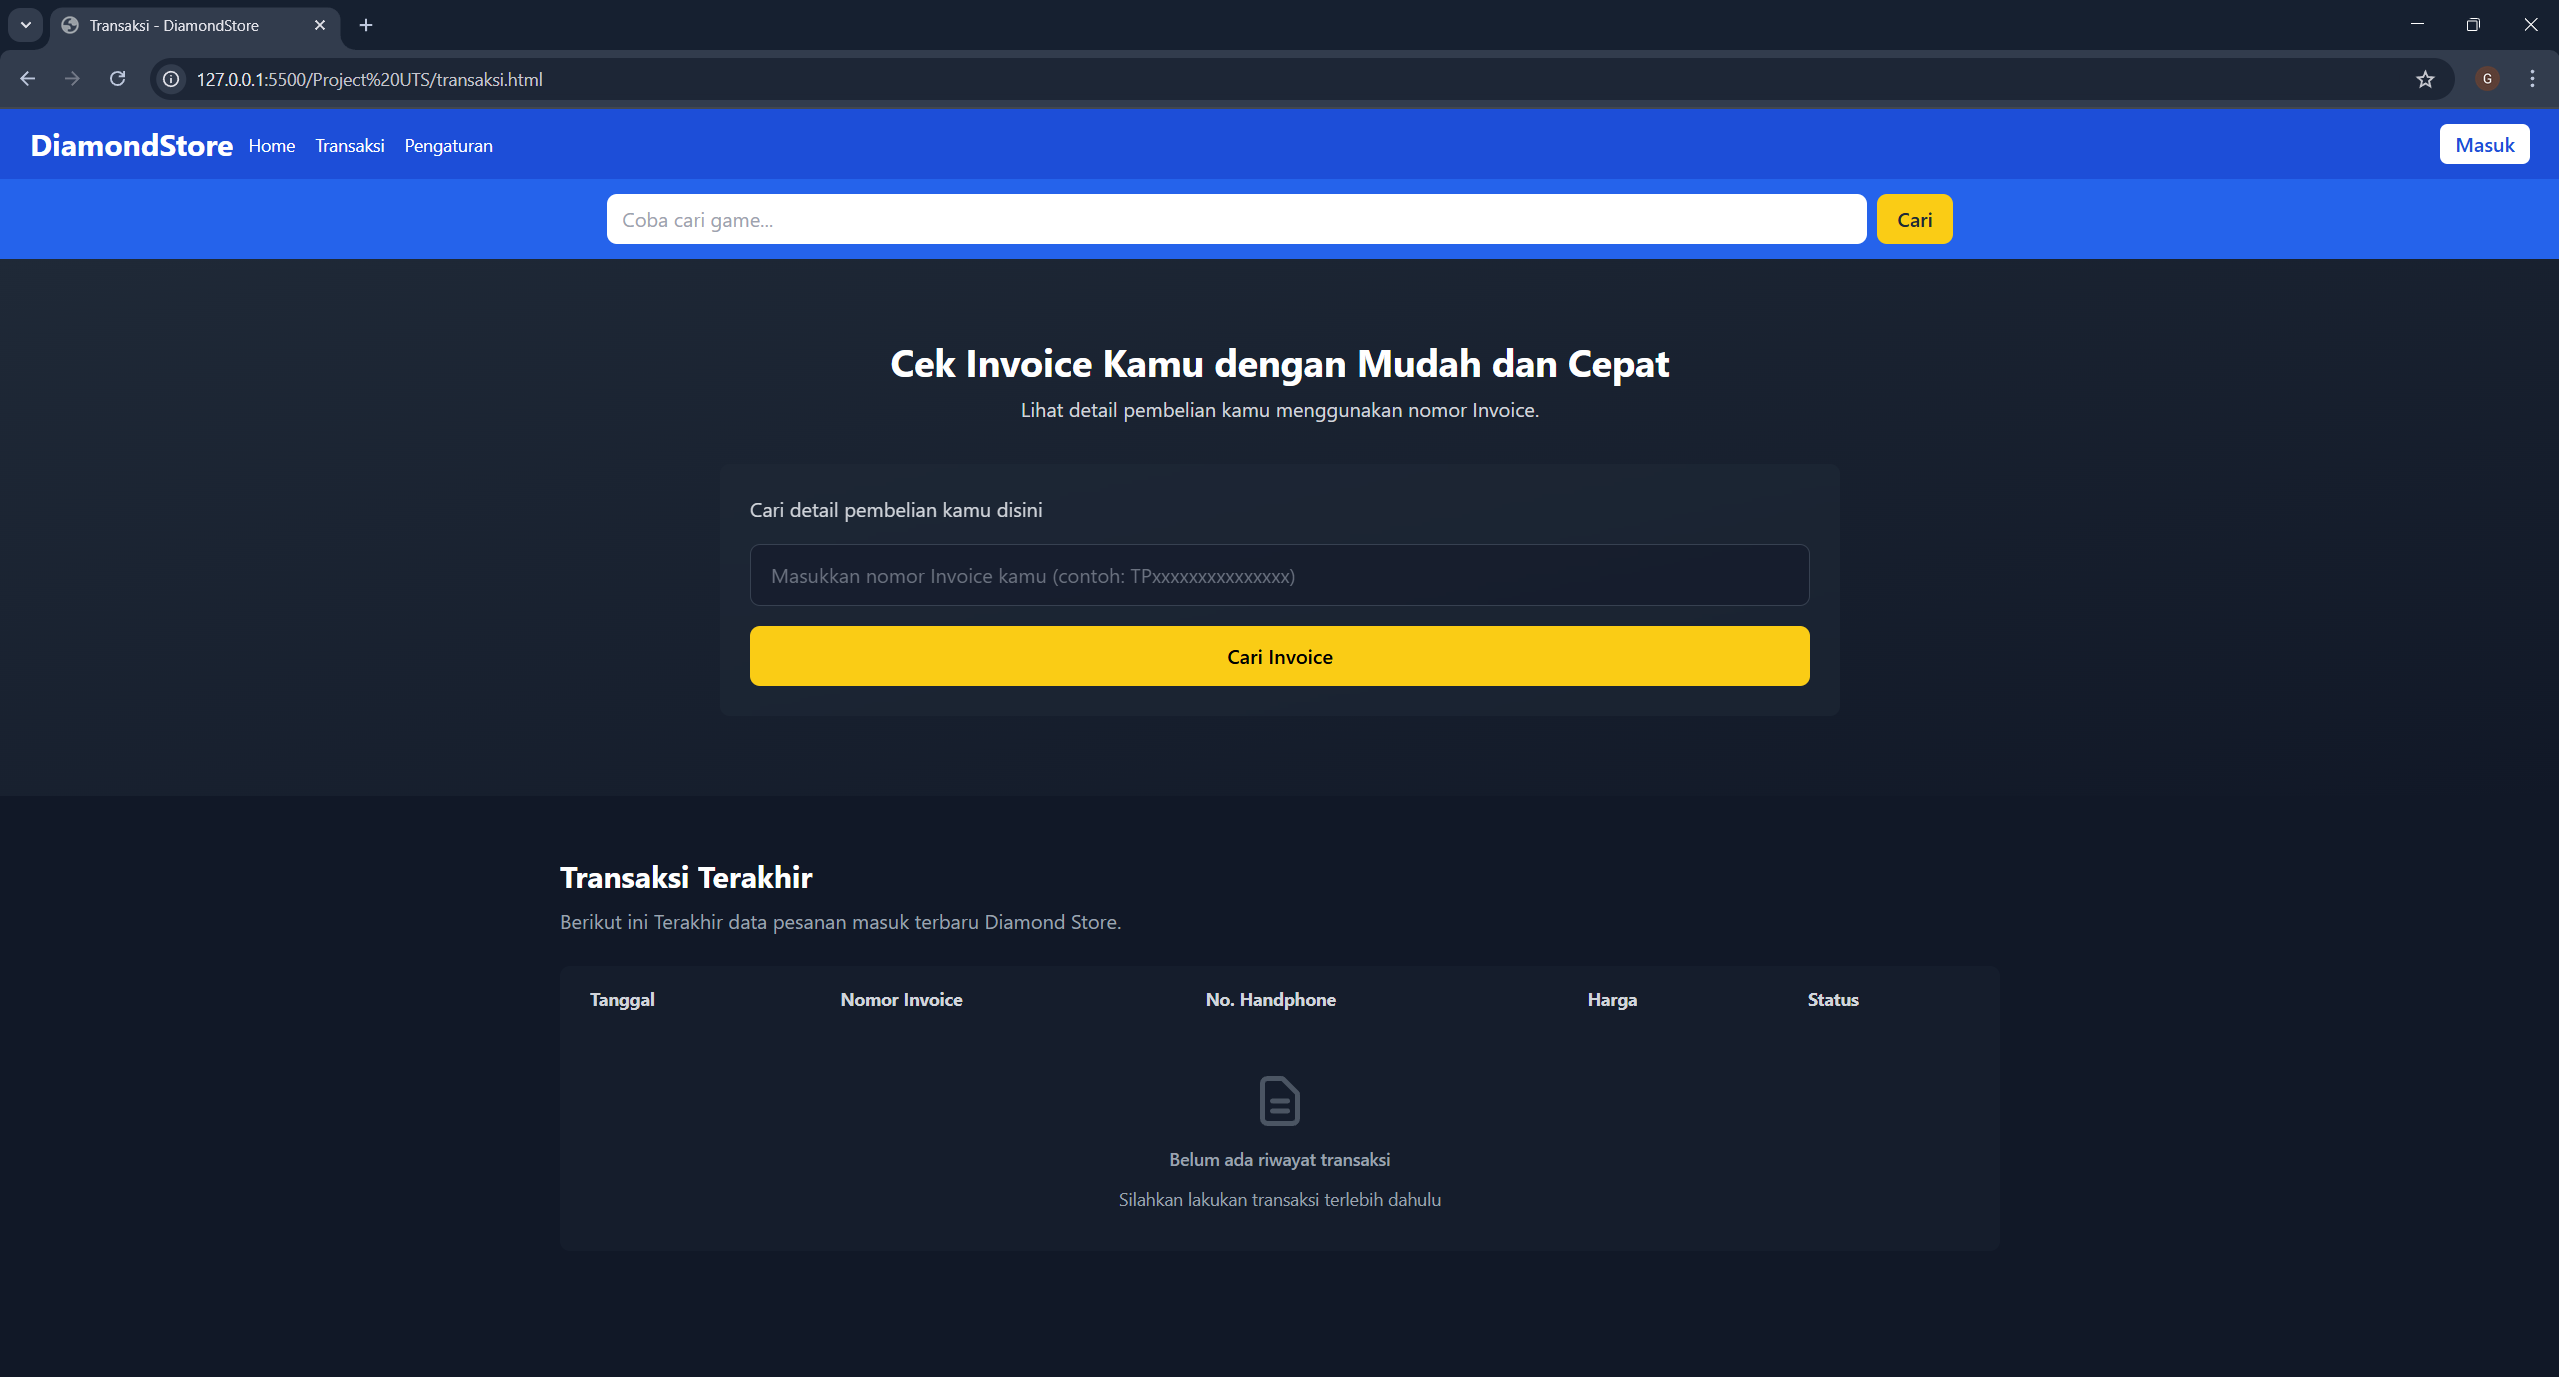 Transaksi - DiamondStore
127.0.0.1:5500/Project%20UTS/transaksi.html
G
DiamondStore Home Transaksi Pengaturan Masuk
Coba cari game... Cari
Cek Invoice Kamu dengan Mudah dan Cepat
Lihat detail pembelian kamu menggunakan nomor Invoice.
Cari detail pembelian kamu disini
Masukkan nomor Invoice kamu (contoh: TPxxxxxxxxxxxxxxx)
Cari Invoice
Transaksi Terakhir
Berikut ini Terakhir data pesanan masuk terbaru Diamond Store.
Tanggal Nomor Invoice No. Handphone Harga Status
Belum ada riwayat transaksi
Silahkan lakukan transaksi terlebih dahulu